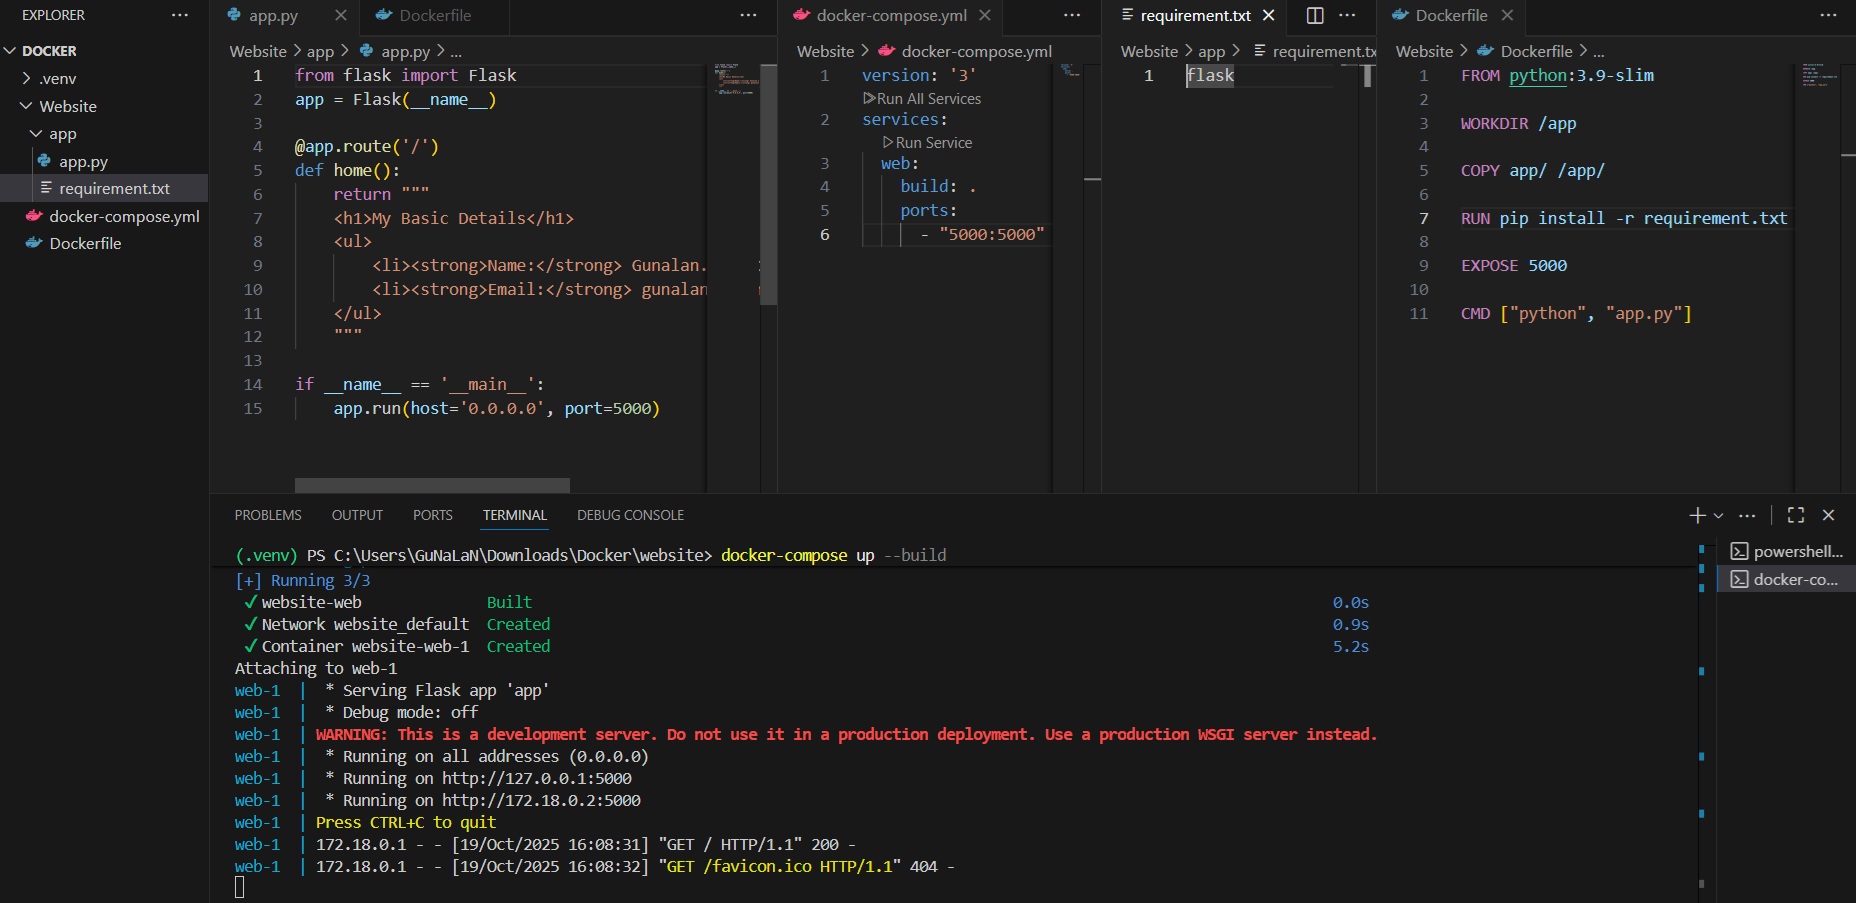 EXPLORER
DOCKER
.venv
Website
app
app.py
requirement.txt
docker-compose.yml
Dockerfile
app.py
Dockerfile
Website > app > app.py > ...
1 from flask import Flask
2 app = Flask(__name__)
3
4 @app.route('/')
5 def home():
6 return """
7 <h1>My Basic Details</h1>
8 <ul>
9 <li><strong>Name:</strong> Gunalan.
10 <li><strong>Email:</strong> gunalan
11 </ul>
12 """
13
14 if __name__ == '__main__':
15 app.run(host='0.0.0.0', port=5000)
docker-compose.yml
Website > docker-compose.yml
1 version: '3'
Run All Services
2 services:
Run Service
3 web:
4 build: .
5 ports:
6 - "5000:5000"
requirement.txt
Website > app > requirement.tx
1 flask
Dockerfile
Website > Dockerfile > ...
1 FROM python:3.9-slim
2
3 WORKDIR /app
4
5 COPY app/ /app/
6
7 RUN pip install -r requirement.txt
8
9 EXPOSE 5000
10
11 CMD ["python", "app.py"]
PROBLEMS OUTPUT PORTS TERMINAL DEBUG CONSOLE
(.venv) PS C:\Users\GuNaLaN\Downloads\Docker\website> docker-compose up --build
[+] Running 3/3
✓ website-web Built 0.0s
✓ Network website_default Created 0.9s
✓ Container website-web-1 Created 5.2s
Attaching to web-1
web-1 | * Serving Flask app 'app'
web-1 | * Debug mode: off
web-1 | WARNING: This is a development server. Do not use it in a production deployment. Use a production WSGI server instead.
web-1 | * Running on all addresses (0.0.0.0)
web-1 | * Running on http://127.0.0.1:5000
web-1 | * Running on http://172.18.0.2:5000
web-1 | Press CTRL+C to quit
web-1 | 172.18.0.1 - - [19/Oct/2025 16:08:31] "GET / HTTP/1.1" 200 -
web-1 | 172.18.0.1 - - [19/Oct/2025 16:08:32] "GET /favicon.ico HTTP/1.1" 404 -
powershell...
docker-co...